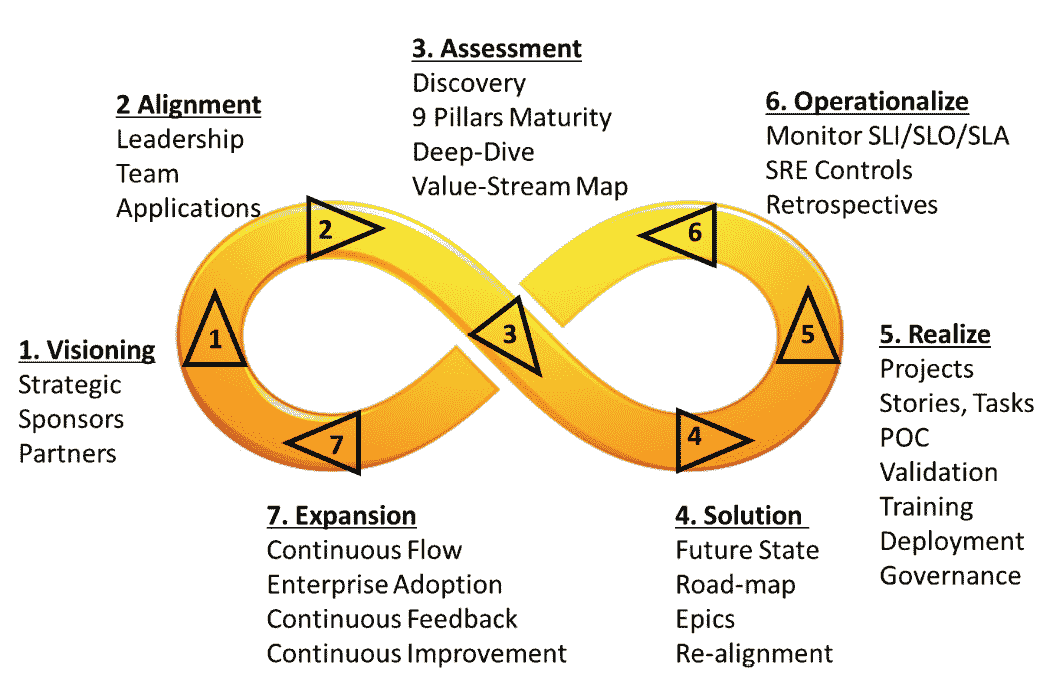 3. Assessment
Discovery
9 Pillars Maturity
Deep-Dive
Value-Stream Map
2 Alignment
Leadership
Team
Applications
6. Operationalize
Monitor SLI/SLO/SLA
SRE Controls
Retrospectives
1. Visioning
Strategic
Sponsors
Partners
5. Realize
Projects
Stories, Tasks
POC
Validation
Training
Deployment
Governance
7. Expansion
Continuous Flow
Enterprise Adoption
Continuous Feedback
Continuous Improvement
4. Solution
Future State
Road-map
Epics
Re-alignment
1
2
3
4
5
6
7